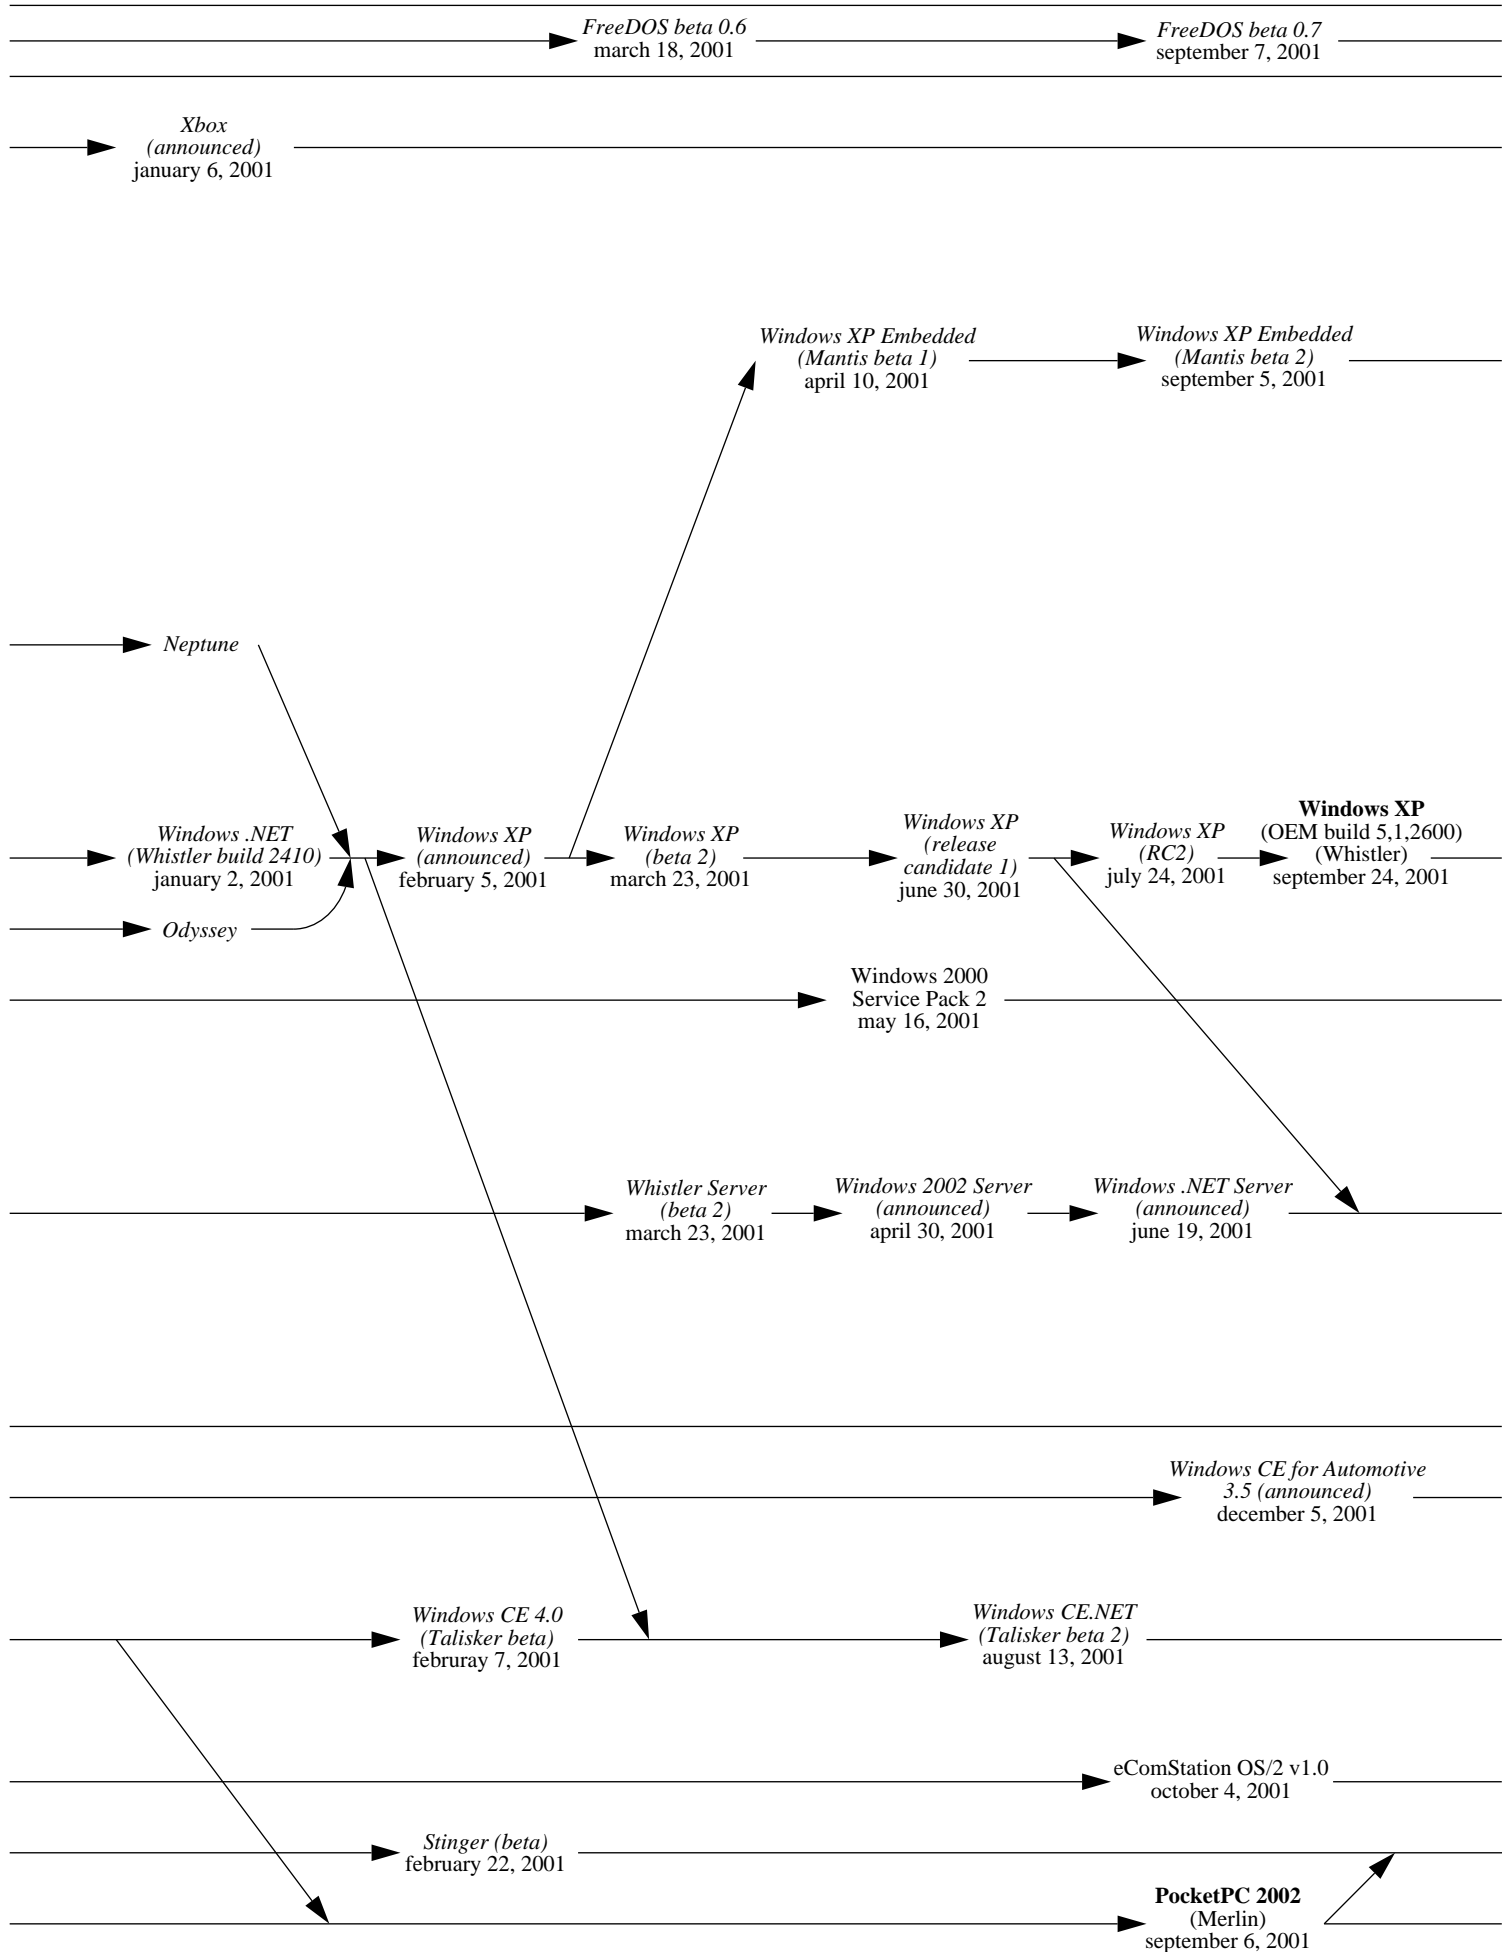 FreeDOS beta 0.6
march 18, 2001
FreeDOS beta 0.7
september 7, 2001
Xbox
(announced)
january 6, 2001
Windows XP Embedded
(Mantis beta 1)
april 10, 2001
Windows XP Embedded
(Mantis beta 2)
september 5, 2001
Neptune
Windows .NET
(Whistler build 2410)
january 2, 2001
Windows XP
(announced)
february 5, 2001
Windows XP
(beta 2)
march 23, 2001
Windows XP
(release
candidate 1)
june 30, 2001
Windows XP
(RC2)
july 24, 2001
Windows XP
(OEM build 5,1,2600)
(Whistler)
september 24, 2001
Odyssey
Windows 2000
Service Pack 2
may 16, 2001
Whistler Server
(beta 2)
march 23, 2001
Windows 2002 Server
(announced)
april 30, 2001
Windows .NET Server
(announced)
june 19, 2001
Windows CE for Automotive
3.5 (announced)
december 5, 2001
Windows CE 4.0
(Talisker beta)
februray 7, 2001
Windows CE.NET
(Talisker beta 2)
august 13, 2001
eComStation OS/2 v1.0
october 4, 2001
Stinger (beta)
february 22, 2001
PocketPC 2002
(Merlin)
september 6, 2001